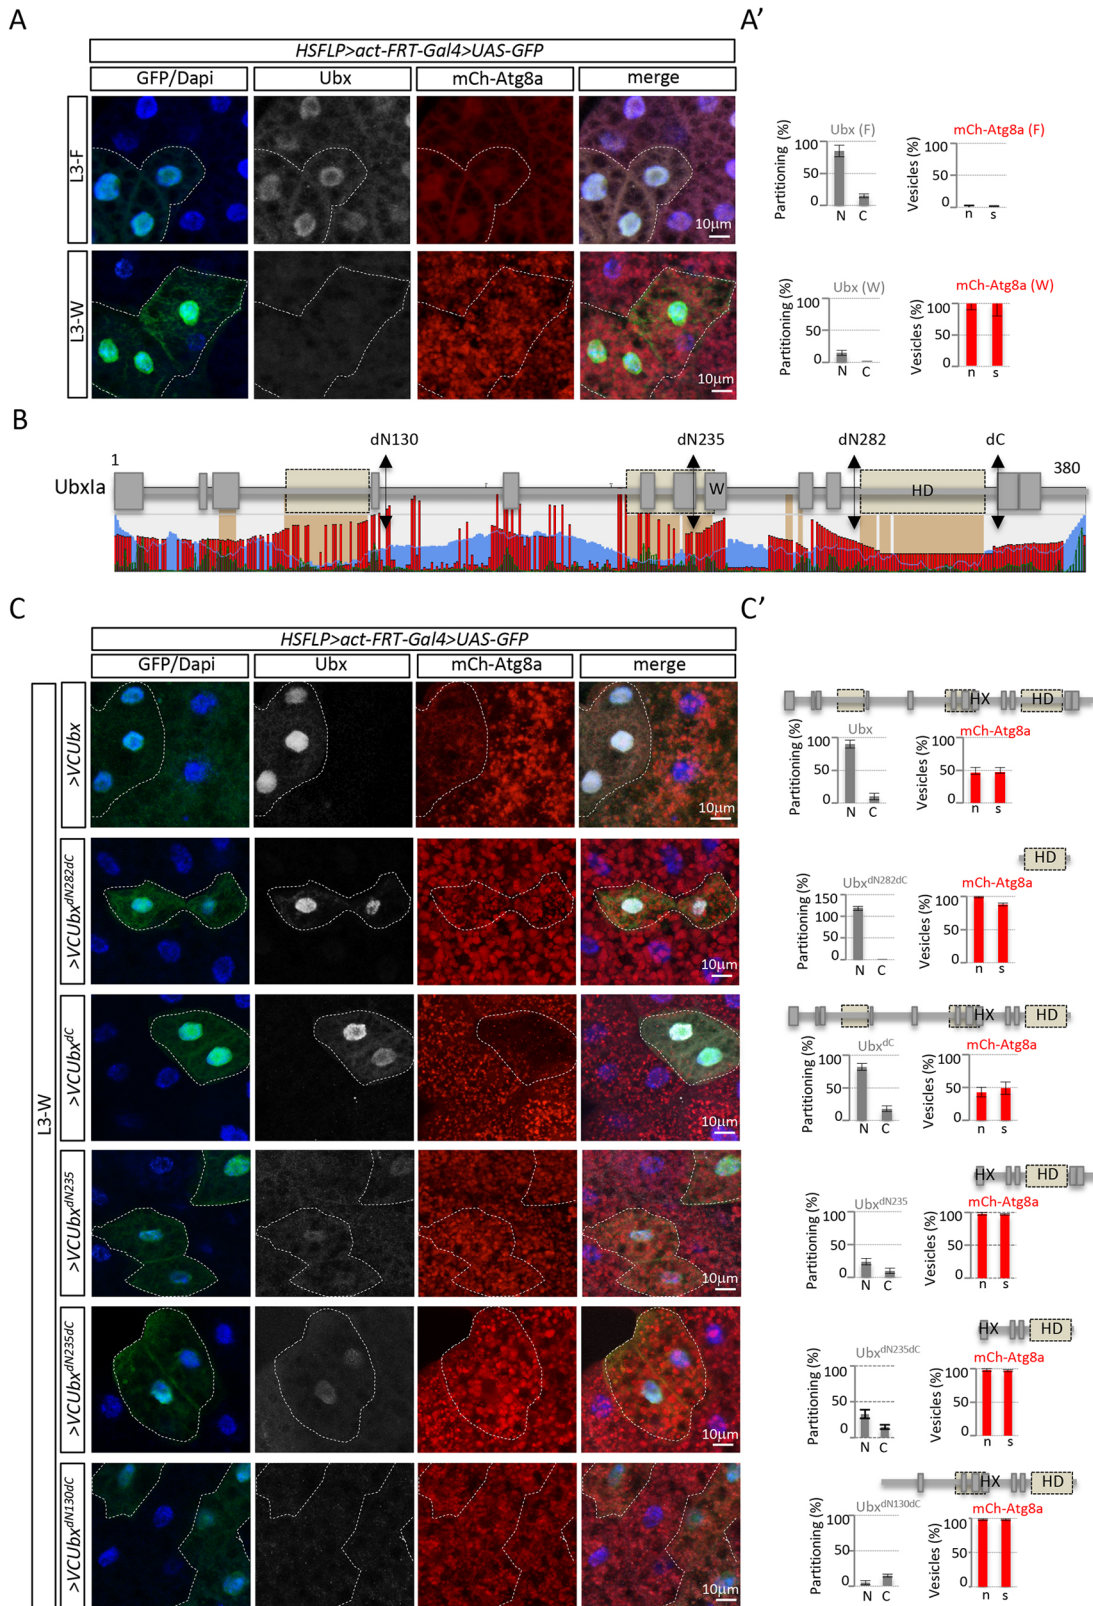 A
A’
HSFLP>act-FRT-Gal4>UAS-GFP
GFP/Dapi Ubx mCh-Atg8a merge
L3-F
10µm
Partitioning (%)
Ubx (F)
100
50
0
N C
Vesicles (%)
mCh-Atg8a (F)
100
50
0
n s
L3-W
10µm
10µm
Partitioning (%)
Ubx (W)
100
50
0
N C
Vesicles (%)
mCh-Atg8a (W)
100
50
0
n s
B
dN130 dN235 dN282 dC
1 380
UbxIa W HD
C
C’
HSFLP>act-FRT-Gal4>UAS-GFP
GFP/Dapi Ubx mCh-Atg8a merge
L3-W
>VCUbx
10µm
HX HD
Partitioning (%)
Ubx
100
50
0
N C
Vesicles (%)
mCh-Atg8a
100
50
0
n s
>VCUbx^dN282dC
10µm
HD
Partitioning (%)
Ubx^dN282dC
150
100
50
0
N C
Vesicles (%)
mCh-Atg8a
100
50
0
n s
>VCUbx^dC
10µm
HX HD
Partitioning (%)
Ubx^dC
100
50
0
N C
Vesicles (%)
mCh-Atg8a
100
50
0
n s
>VCUbx^dN235
10µm
HX HD
Partitioning (%)
Ubx^dN235
100
50
0
N C
Vesicles (%)
mCh-Atg8a
100
50
0
n s
>VCUbx^dN235dC
10µm
HX HD
Partitioning (%)
Ubx^dN235dC
100
50
0
N C
Vesicles (%)
mCh-Atg8a
100
50
0
n s
>VCUbx^dN130dC
10µm
HX HD
Partitioning (%)
Ubx^dN130dC
100
50
0
N C
Vesicles (%)
mCh-Atg8a
100
50
0
n s